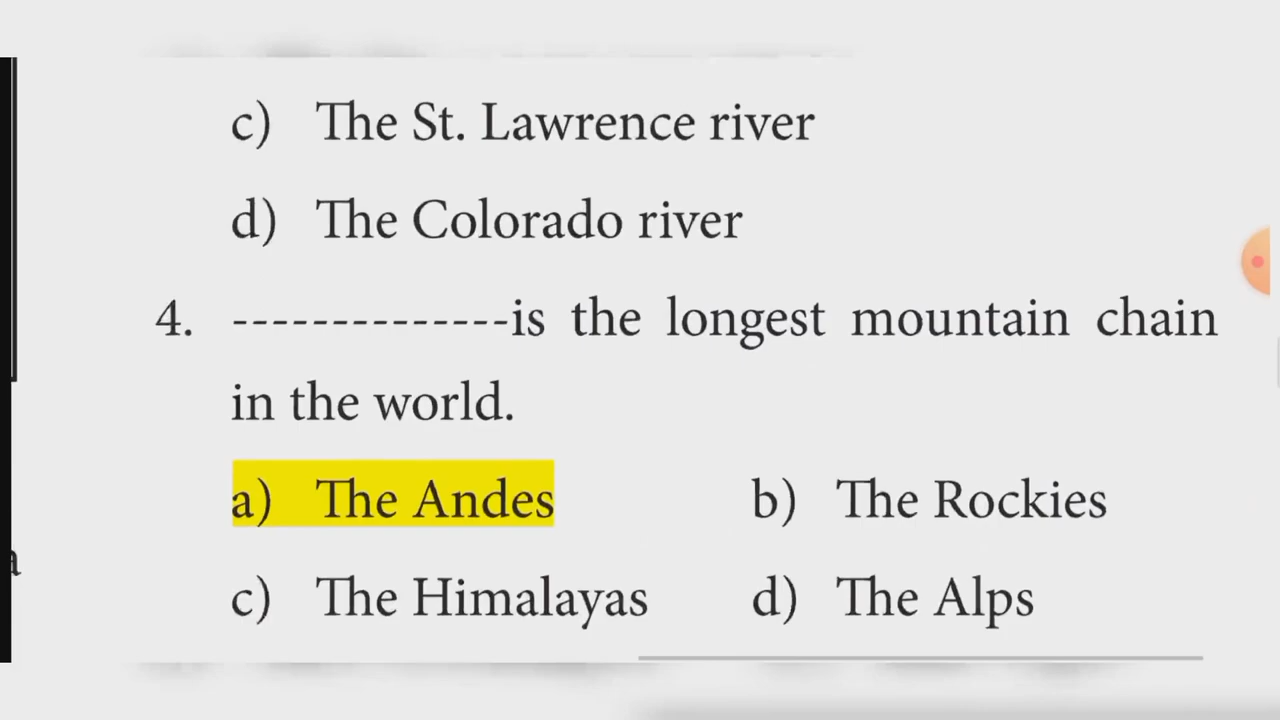 c) The St. Lawrence river
d) The Colorado river
4. --------------is the longest mountain chain
in the world.
a) The Andes b) The Rockies
c) The Himalayas d) The Alps